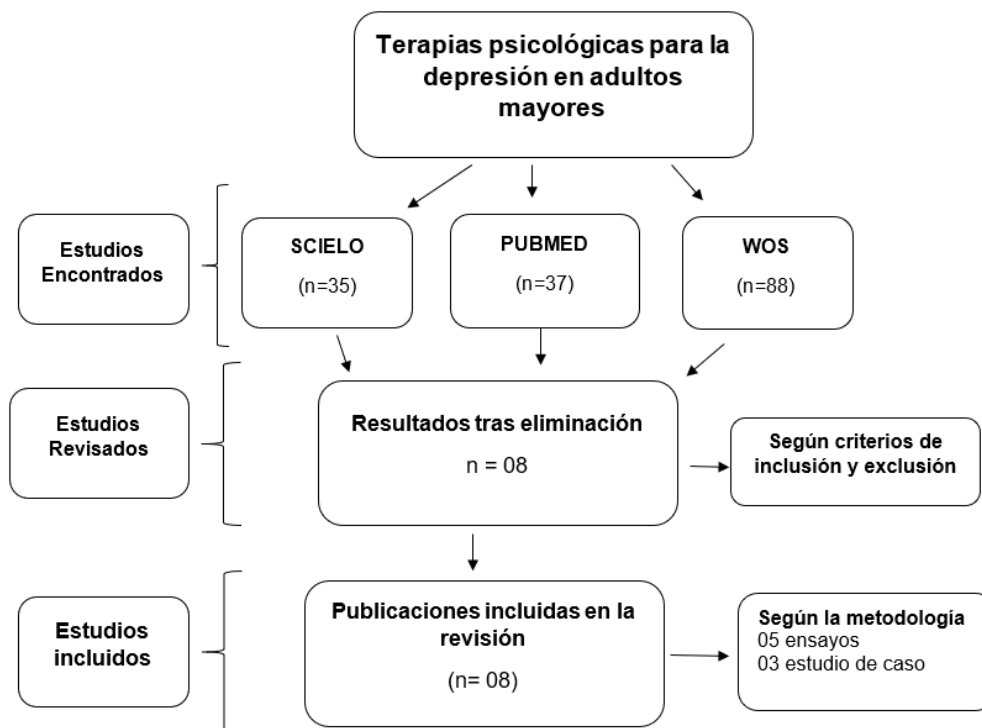 Terapias psicológicas para la
depresión en adultos
mayores
Estudios
Encontrados
SCIELO
(n=35)
PUBMED
(n=37)
WOS
(n=88)
Estudios
Revisados
Resultados tras eliminación
n = 08
Según criterios de
inclusión y exclusión
Estudios
incluidos
Publicaciones incluidas en la
revisión
(n= 08)
Según la metodología
05 ensayos
03 estudio de caso